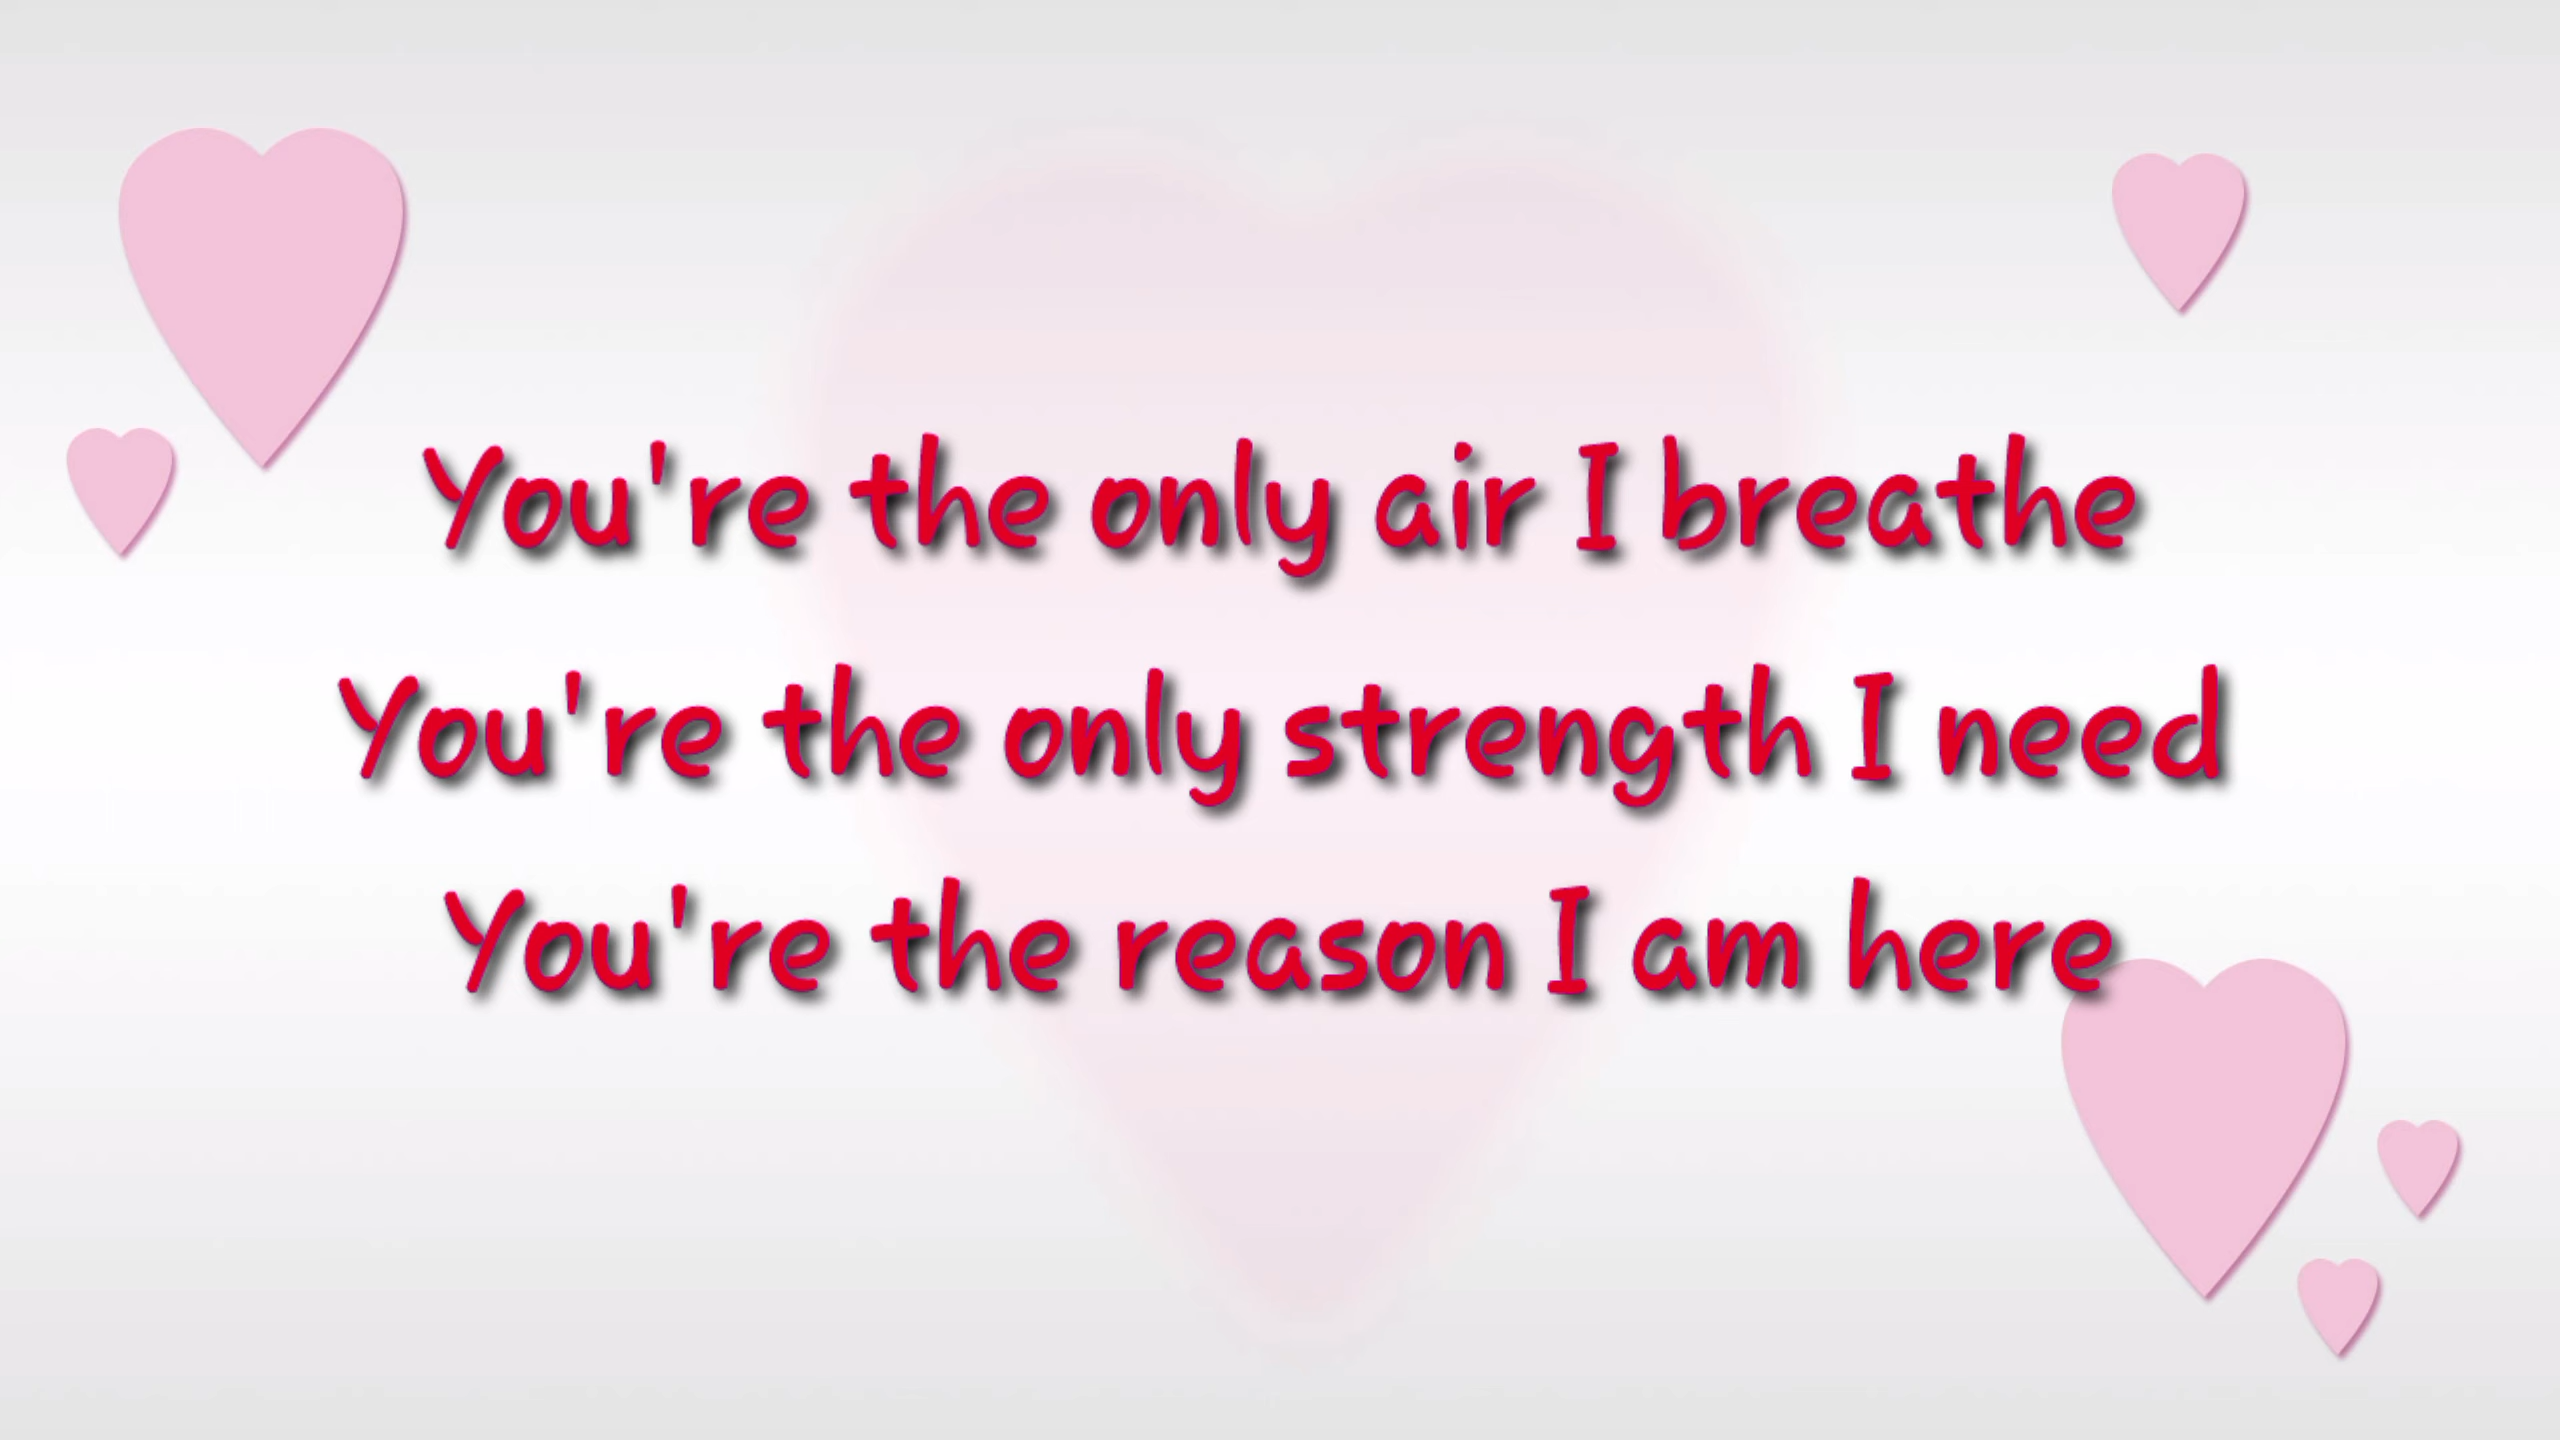 You're the only air I breathe
You're the only strength I need
You're the reason I am here